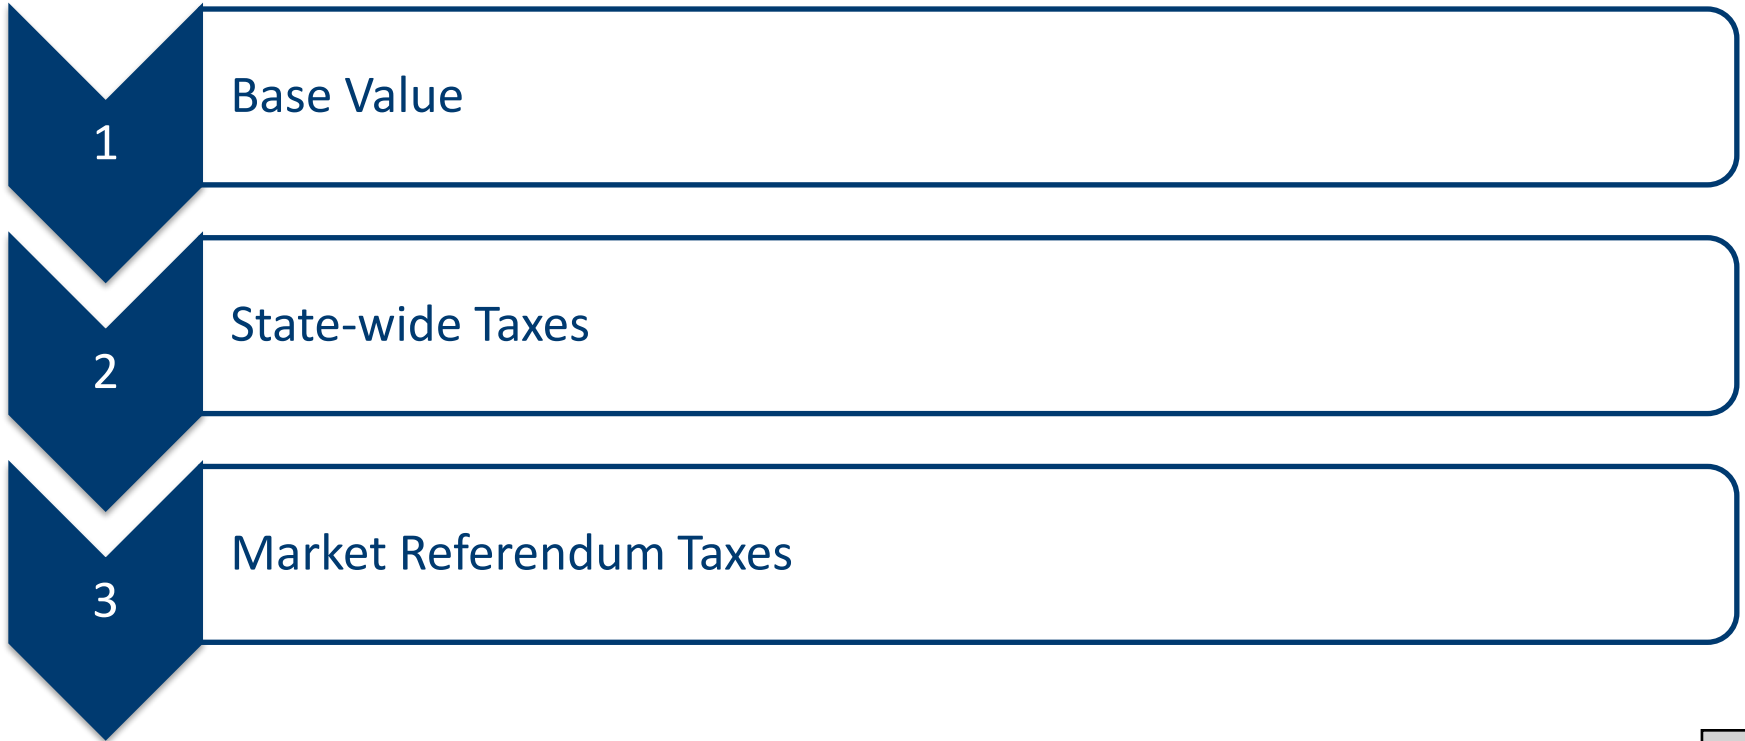 1
Base Value
2
State-wide Taxes
3
Market Referendum Taxes